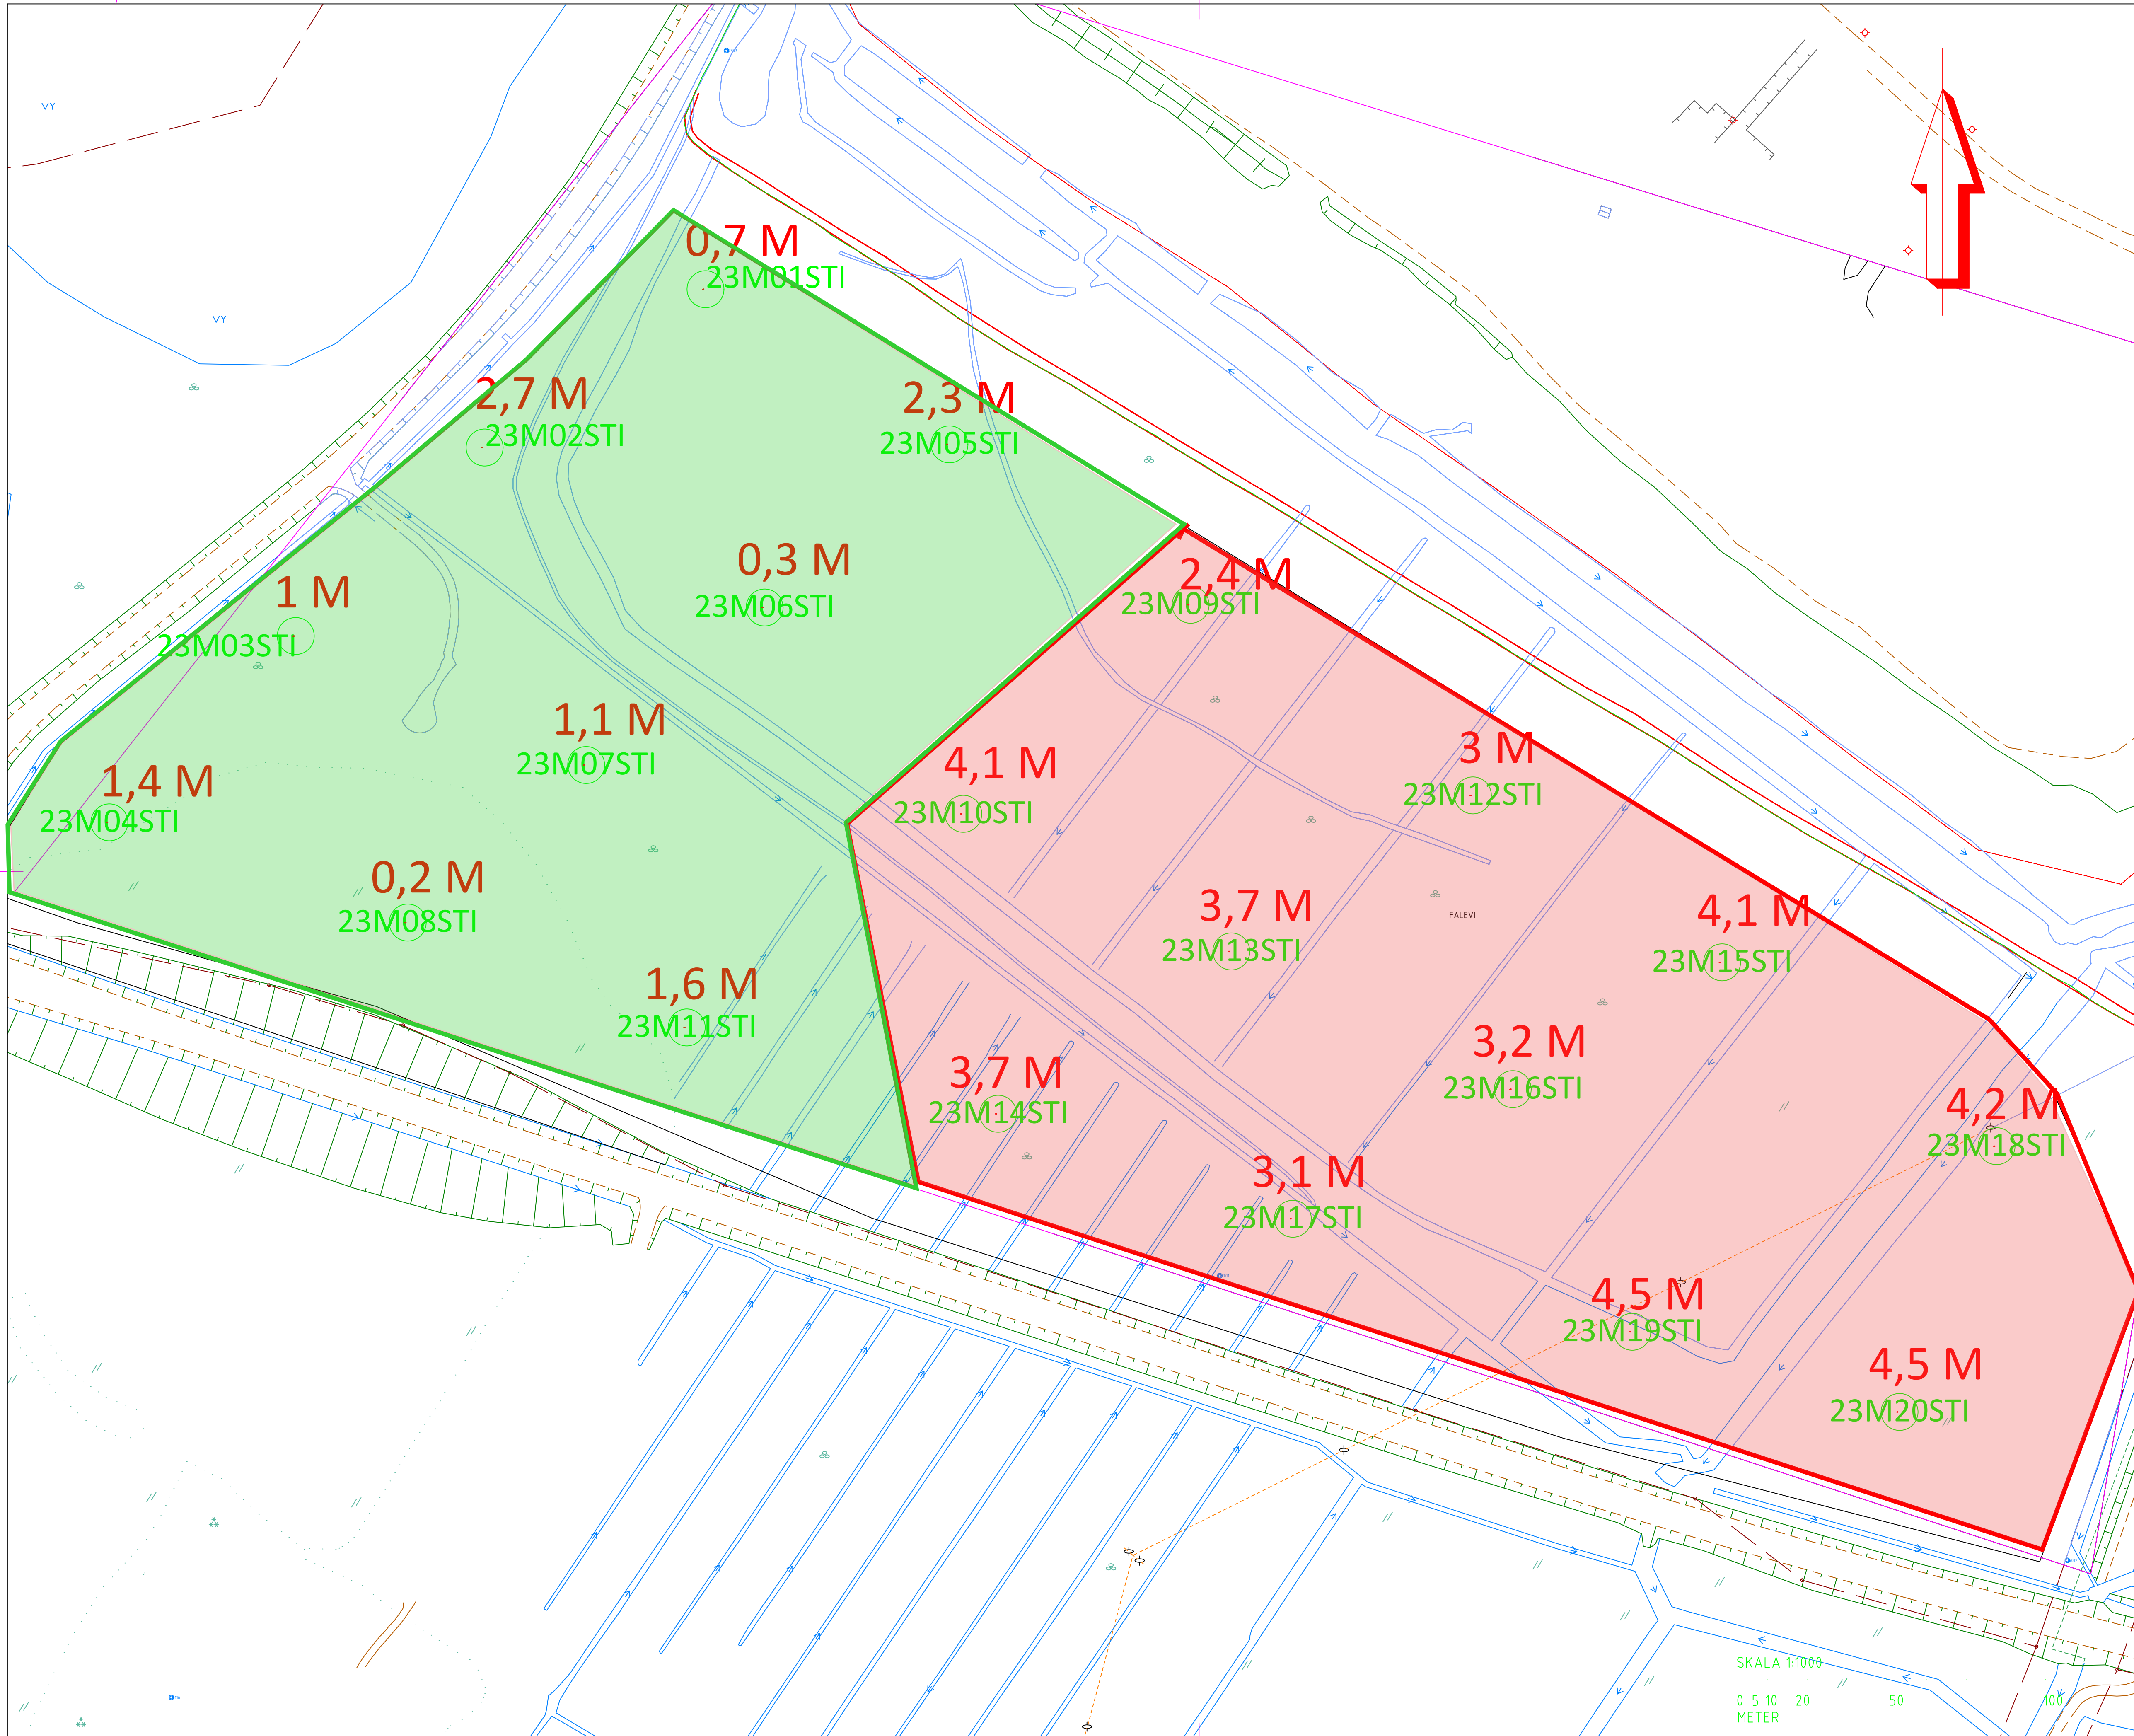 VY
VY
0,7 M
23M01STI
2,7 M
23M02STI
2,3 M
23M05STI
0,3 M
23M06STI
2,4 M
23M09STI
1 M
23M03STI
1,1 M
23M07STI
4,1 M
23M10STI
3 M
23M12STI
1,4 M
23M04STI
0,2 M
23M08STI
3,7 M
23M13STI
FALEVI
4,1 M
23M15STI
1,6 M
23M11STI
3,7 M
23M14STI
3,2 M
23M16STI
4,2 M
23M18STI
3,1 M
23M17STI
4,5 M
23M19STI
4,5 M
23M20STI
SKALA 1:1000
0 5 10 20 50 100
METER